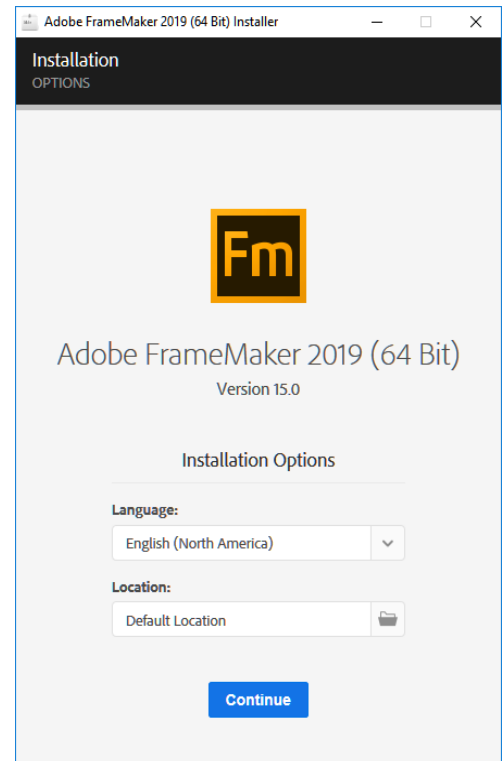 Adobe FrameMaker 2019 (64 Bit) Installer
Installation
OPTIONS
Fm
Adobe FrameMaker 2019 (64 Bit)
Version 15.0
Installation Options
Language:
English (North America)
Location:
Default Location
Continue